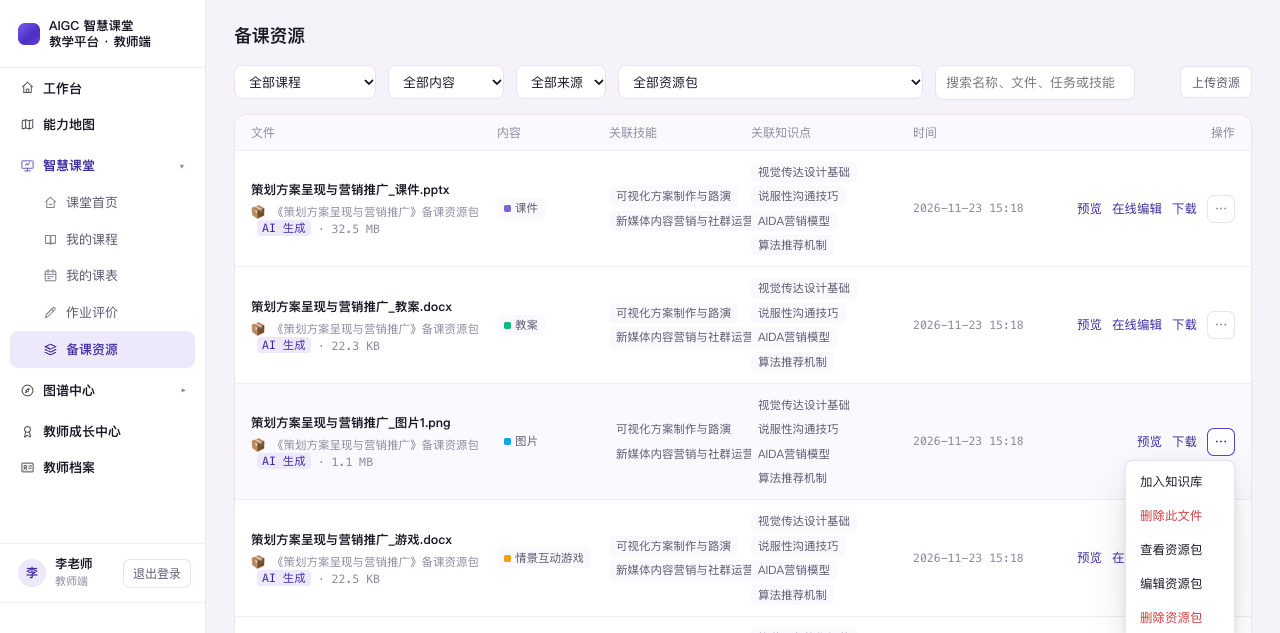 AIGC 智慧课堂
教学平台 · 教师端
工作台
能力地图
智慧课堂
课堂首页
我的课程
我的课表
作业评价
备课资源
图谱中心
教师成长中心
教师档案
李
李老师
教师端
退出登录
备课资源
全部课程
全部内容
全部来源
全部资源包
搜索名称、文件、任务或技能
上传资源
文件
内容
关联技能
关联知识点
时间
操作
策划方案呈现与营销推广_课件.pptx
《策划方案呈现与营销推广》备课资源包
AI 生成 · 32.5 MB
课件
可视化方案制作与路演
新媒体内容营销与社群运营
视觉传达设计基础
说服性沟通技巧
AIDA营销模型
算法推荐机制
2026-11-23 15:18
预览 在线编辑 下载 ···
策划方案呈现与营销推广_教案.docx
《策划方案呈现与营销推广》备课资源包
AI 生成 · 22.3 KB
教案
可视化方案制作与路演
新媒体内容营销与社群运营
视觉传达设计基础
说服性沟通技巧
AIDA营销模型
算法推荐机制
2026-11-23 15:18
预览 在线编辑 下载 ···
策划方案呈现与营销推广_图片1.png
《策划方案呈现与营销推广》备课资源包
AI 生成 · 1.1 MB
图片
可视化方案制作与路演
新媒体内容营销与社群运营
视觉传达设计基础
说服性沟通技巧
AIDA营销模型
算法推荐机制
2026-11-23 15:18
预览 下载 ···
策划方案呈现与营销推广_游戏.docx
《策划方案呈现与营销推广》备课资源包
AI 生成 · 22.5 KB
情景互动游戏
可视化方案制作与路演
新媒体内容营销与社群运营
视觉传达设计基础
说服性沟通技巧
AIDA营销模型
算法推荐机制
2026-11-23 15:18
预览 在
加入知识库
删除此文件
查看资源包
编辑资源包
删除资源包